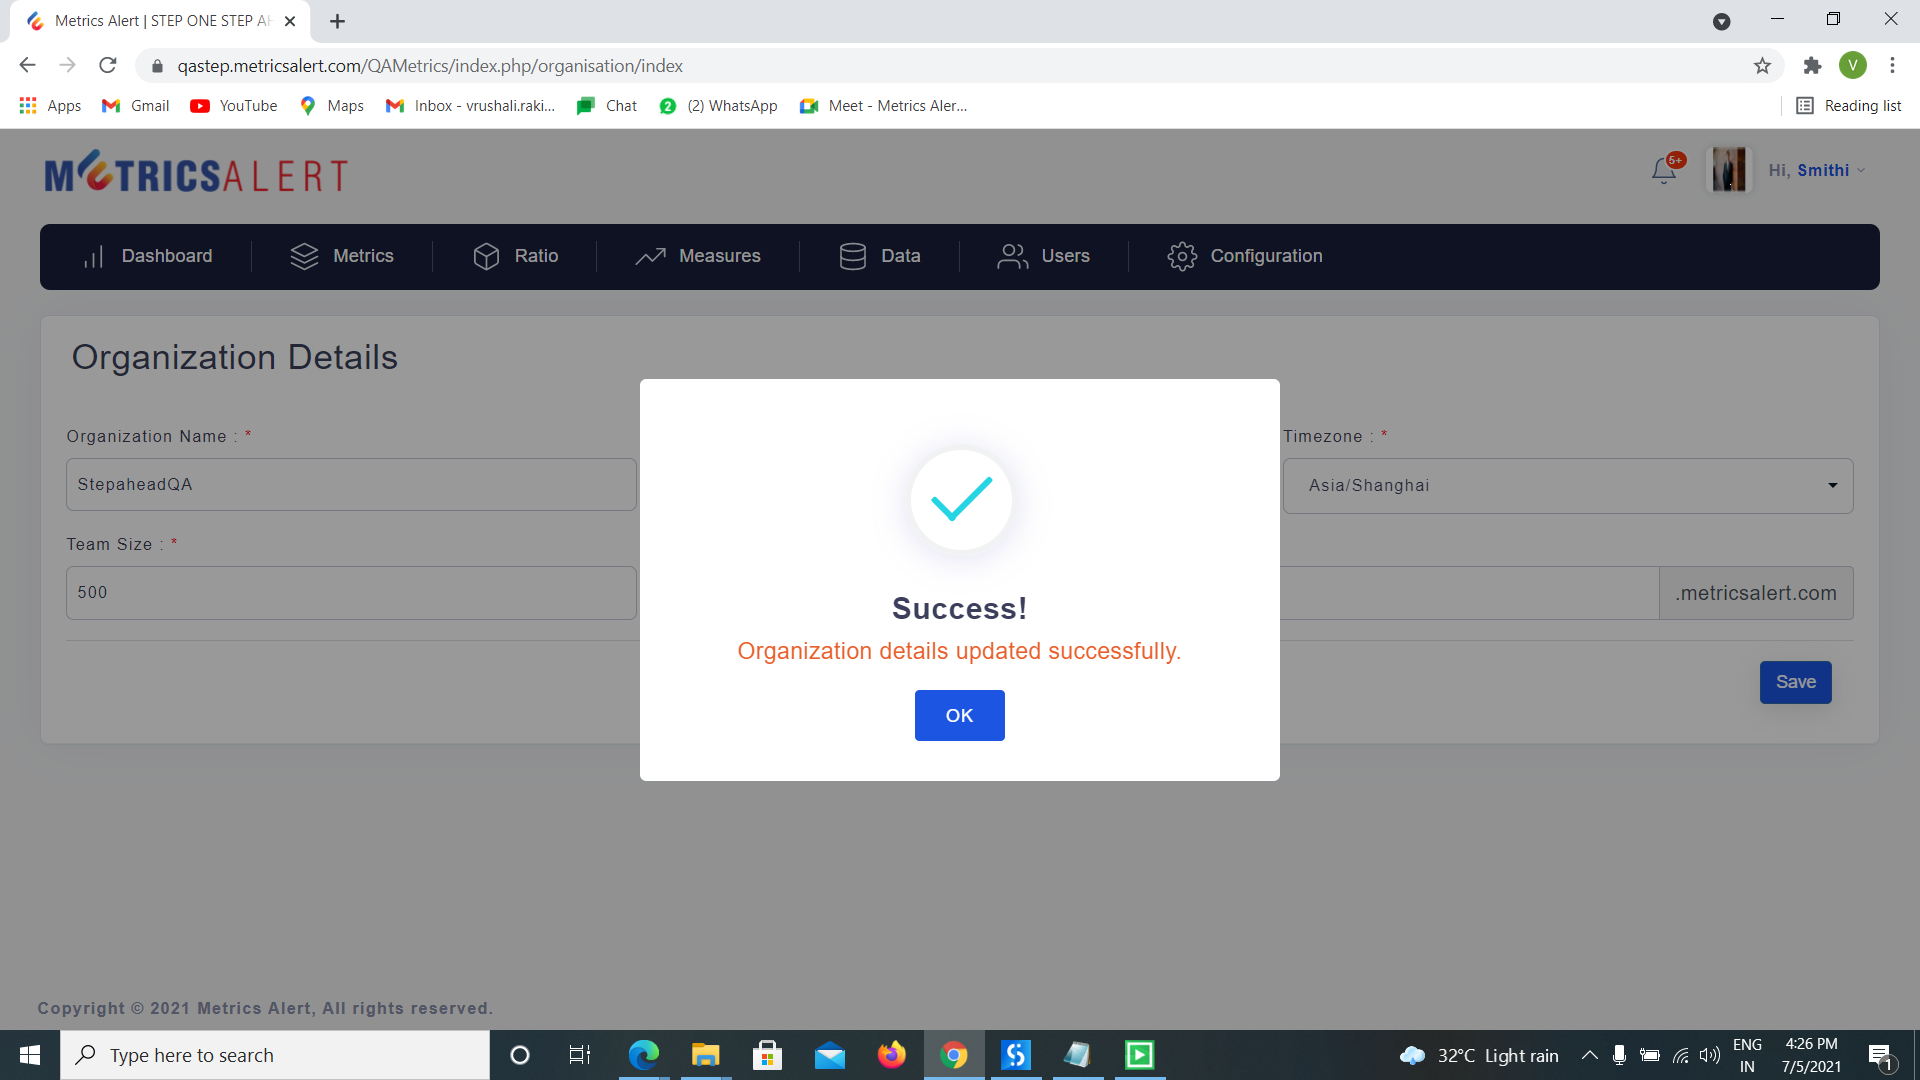 Metrics Alert | STEP ONE STEP AH
qastep.metricsalert.com/QAMetrics/index.php/organisation/index
V
Apps
Gmail
YouTube
Maps
Inbox - vrushali.raki...
Chat
2
(2) WhatsApp
Meet - Metrics Aler...
Reading list
METRICSALERT
5+
Hi, Smithi
Dashboard
Metrics
Ratio
Measures
Data
Users
Configuration
Organization Details
Organization Name : *
Timezone : *
StepaheadQA
Asia/Shanghai
Team Size : *
500
.metricsalert.com
Save
Success!
Organization details updated successfully.
OK
Copyright © 2021 Metrics Alert, All rights reserved.
Type here to search
32°C Light rain
ENG
IN
4:26 PM
7/5/2021
1